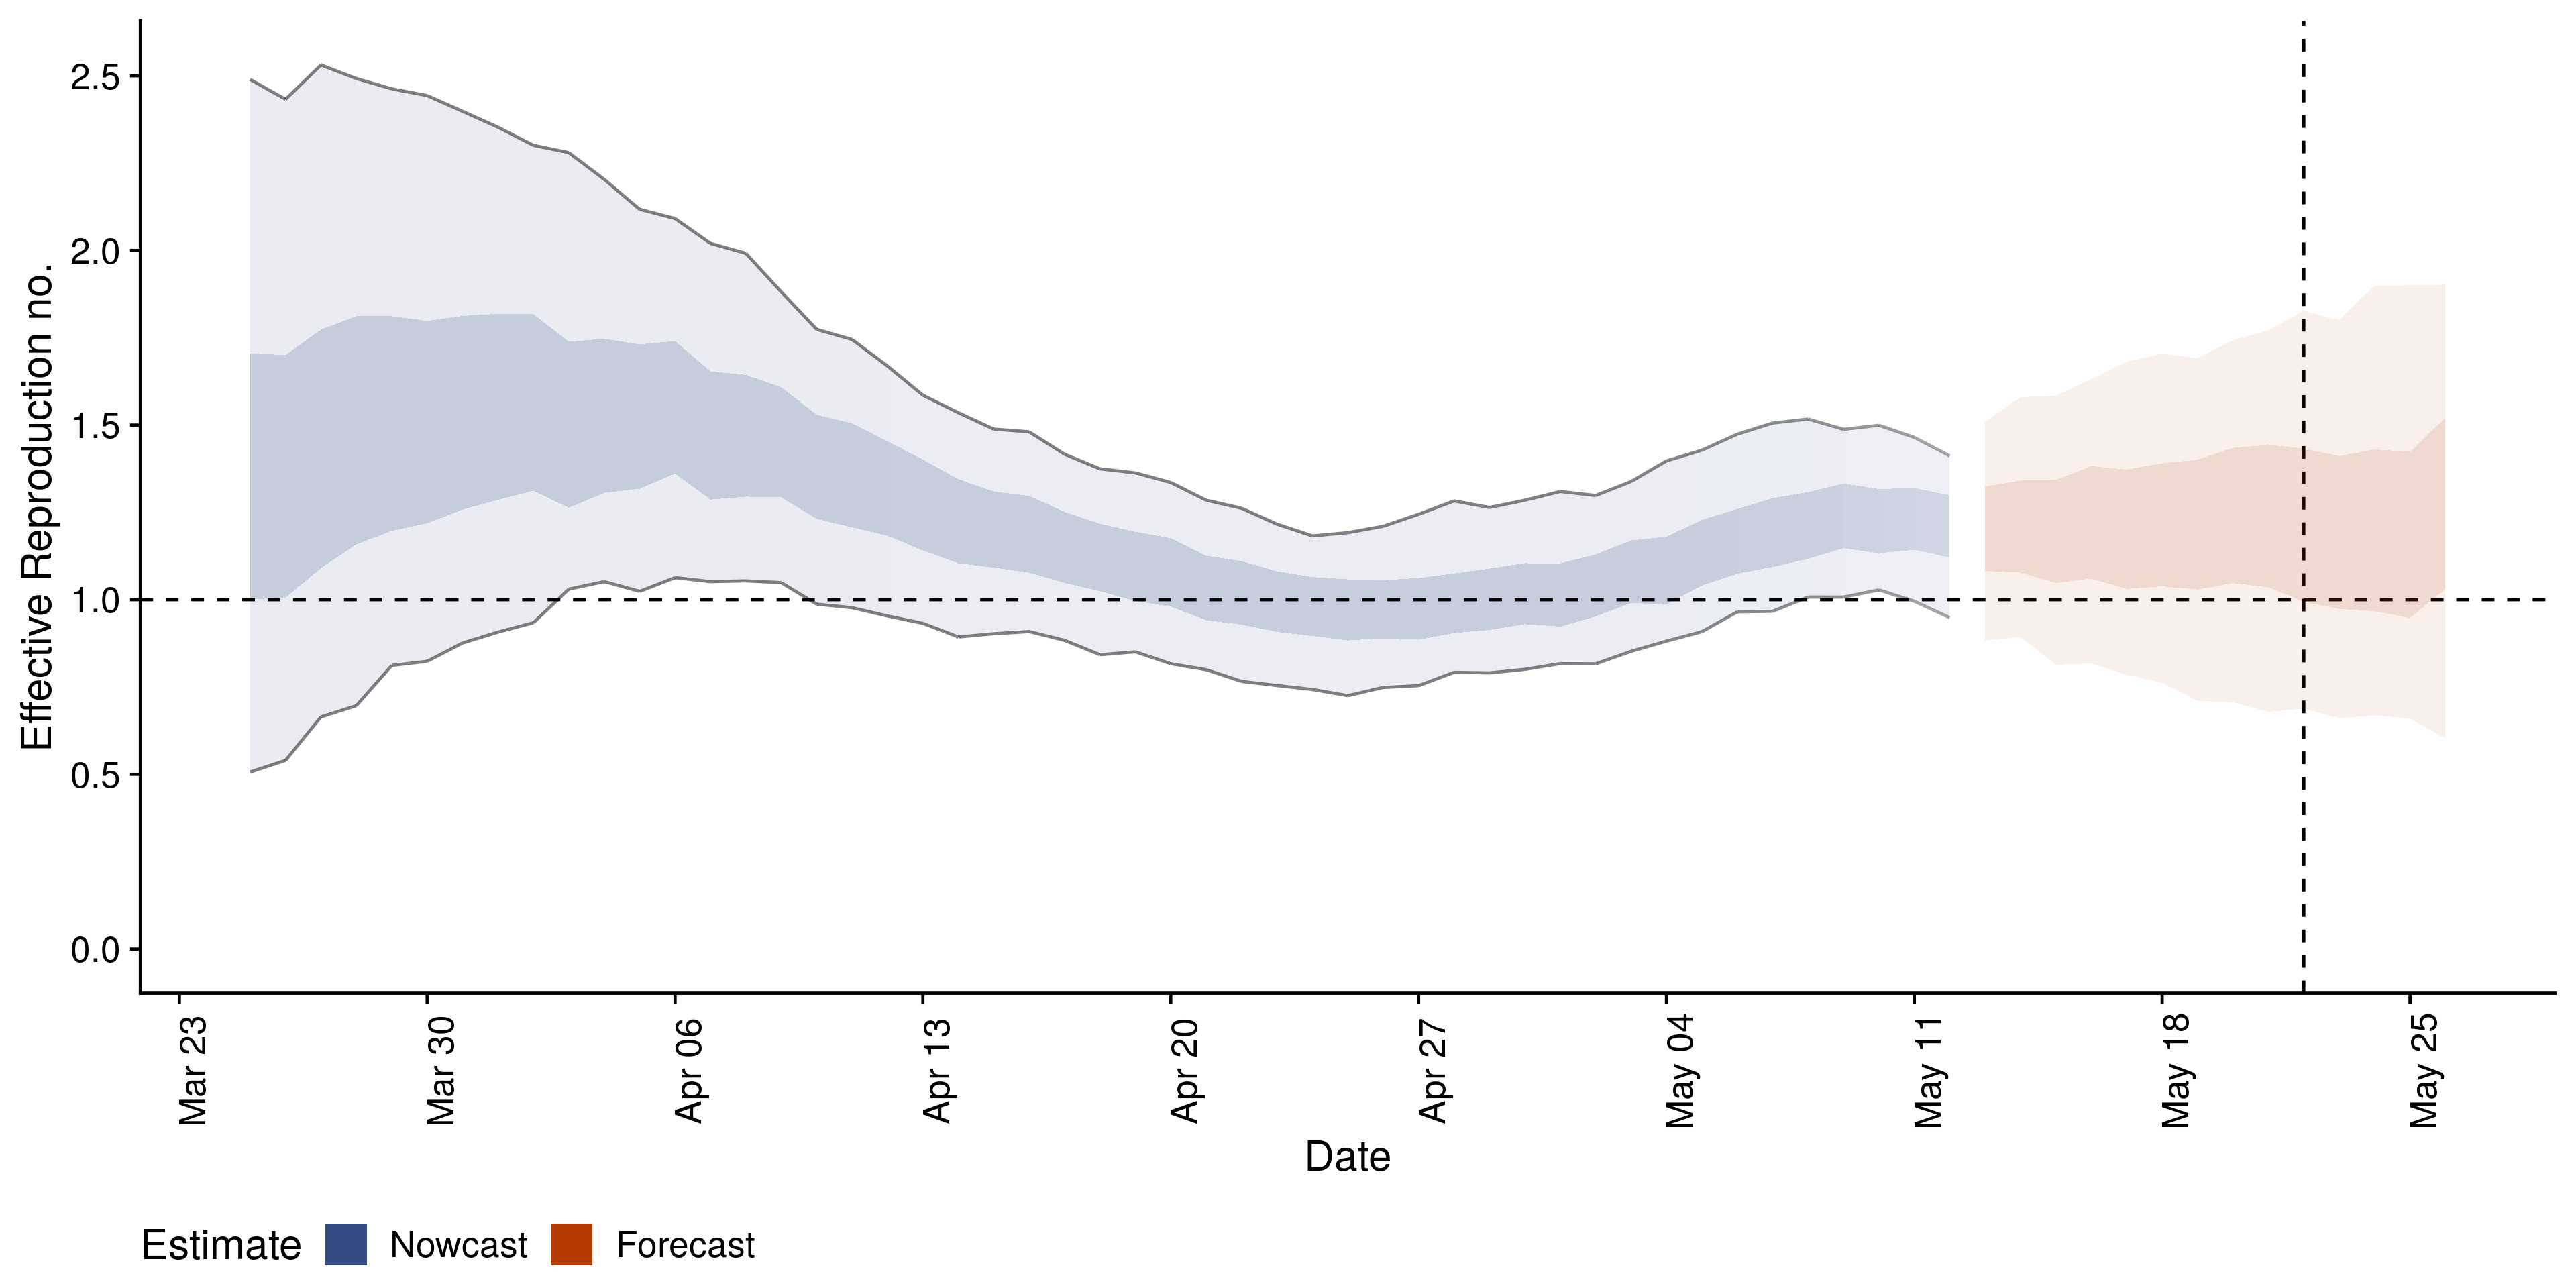 Effective Reproduction no.
2.5
2.0
1.5
1.0
0.5
0.0
Mar 23
Mar 30
Apr 06
Apr 13
Apr 20
Apr 27
May 04
May 11
May 18
May 25
Date
Estimate Nowcast Forecast